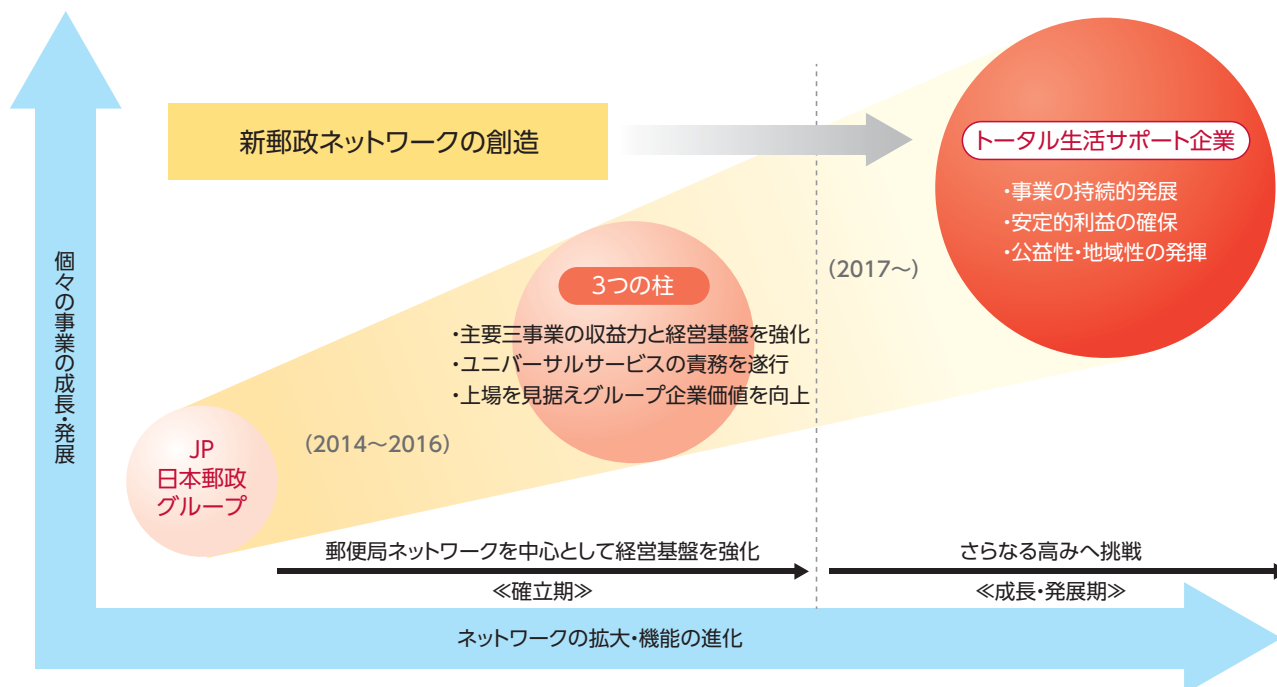 新郵政ネットワークの創造
トータル生活サポート企業
・事業の持続的発展
・安定的利益の確保
・公益性・地域性の発揮
(2017～)
3つの柱
・主要三事業の収益力と経営基盤を強化
・ユニバーサルサービスの責務を遂行
・上場を見据えグループ企業価値を向上
(2014～2016)
JP
日本郵政
グループ
個々の事業の成長・発展
郵便局ネットワークを中心として経営基盤を強化
≪確立期≫
さらなる高みへ挑戦
≪成長・発展期≫
ネットワークの拡大・機能の進化